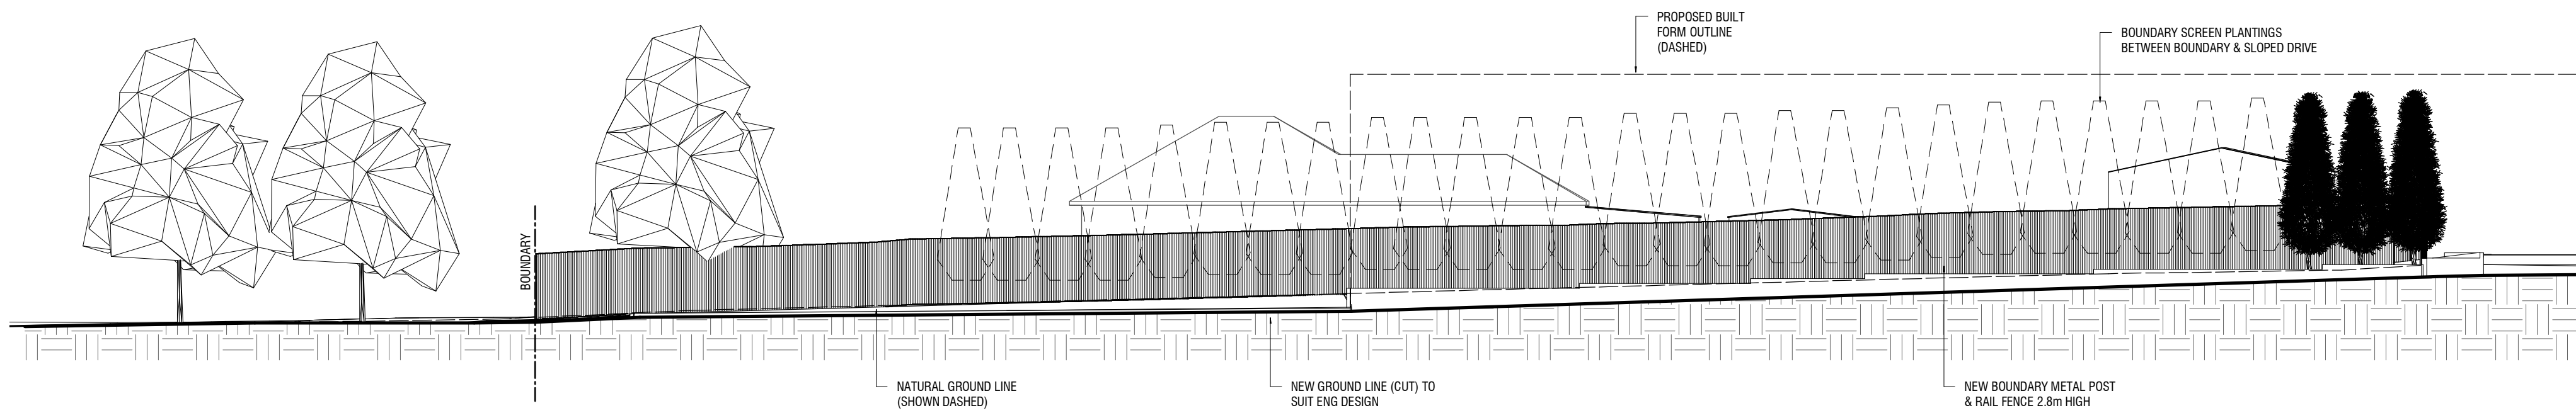 PROPOSED BUILT
FORM OUTLINE
(DASHED)
BOUNDARY SCREEN PLANTINGS
BETWEEN BOUNDARY & SLOPED DRIVE
BOUNDARY
NATURAL GROUND LINE
(SHOWN DASHED)
NEW GROUND LINE (CUT) TO
SUIT ENG DESIGN
NEW BOUNDARY METAL POST
& RAIL FENCE 2.8m HIGH